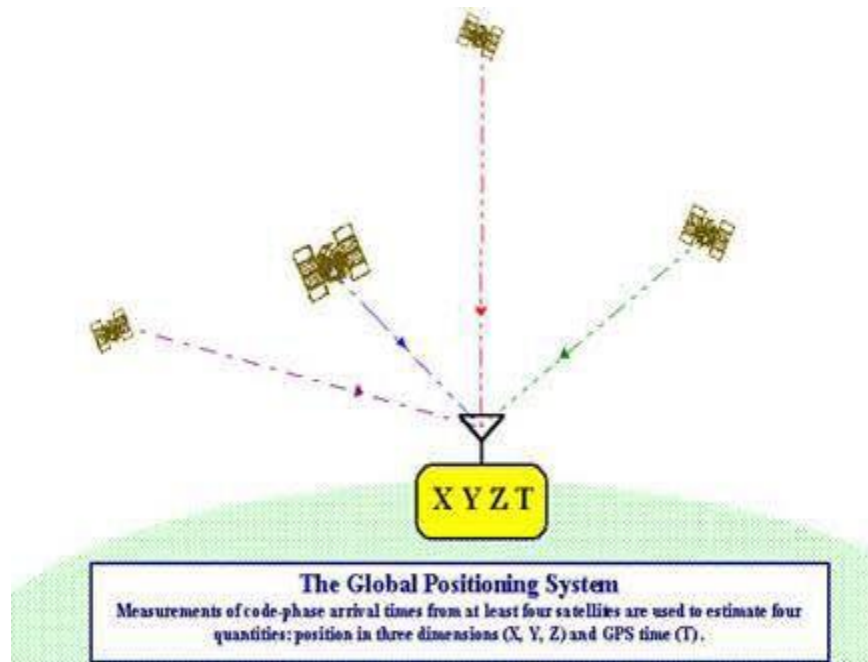 X Y Z T
The Global Positioning System
Measurements of code-phase arrival times from at least four satellites are used to estimate four
quantities: position in three dimensions (X, Y, Z) and GPS time (T).